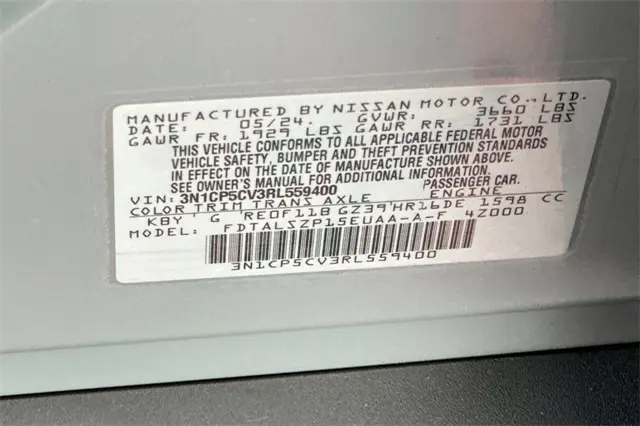 MANUFACTURED BY NISSAN MOTOR CO., LTD.
DATE: 05/24. GVWR: 3660 LBS
GAWR FR: 1929 LBS GAWR RR: 1731 LBS
THIS VEHICLE CONFORMS TO ALL APPLICABLE FEDERAL MOTOR
VEHICLE SAFETY, BUMPER AND THEFT PREVENTION STANDARDS
IN EFFECT ON THE DATE OF MANUFACTURE SHOWN ABOVE.
SEE OWNER'S MANUAL FOR ADDITIONAL INFORMATION
VIN: 3N1CP5CV3RL559400 PASSENGER CAR.
COLOR TRIM TRANS AXLE ENGINE
KBY G RE0F11B GZ39 HR16DE 1598 CC
MODEL: FDTALSZP15EUAA-A-F 4Z000
3N1CP5CV3RL559400